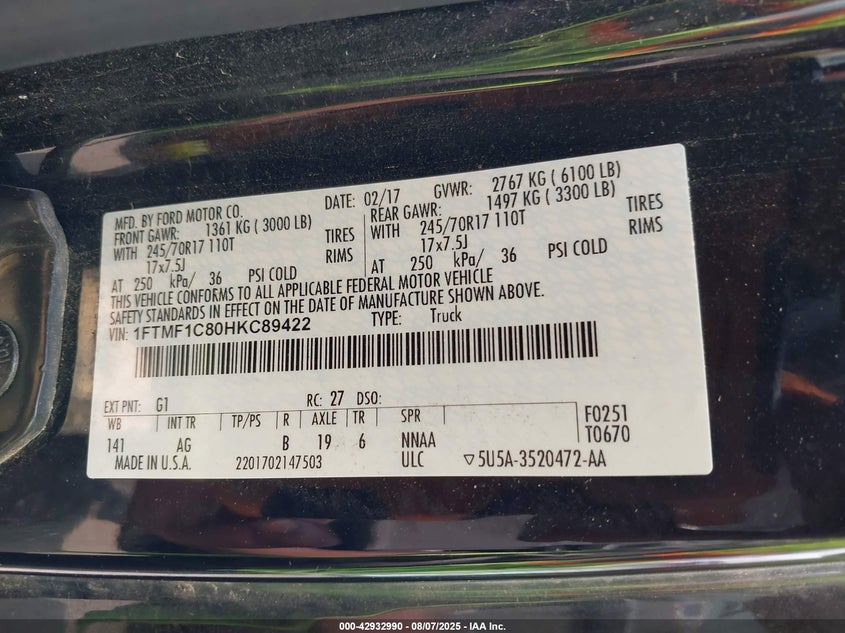 MFD. BY FORD MOTOR CO. DATE: 02/17 GVWR: 2767 KG ( 6100 LB)
FRONT GAWR: 1361 KG ( 3000 LB) REAR GAWR: 1497 KG ( 3300 LB)
WITH 245/70R17 110T TIRES WITH 245/70R17 110T TIRES
17x7.5J RIMS 17x7.5J RIMS
AT 250 kPa/ 36 PSI COLD AT 250 kPa/ 36 PSI COLD
THIS VEHICLE CONFORMS TO ALL APPLICABLE FEDERAL MOTOR VEHICLE
SAFETY STANDARDS IN EFFECT ON THE DATE OF MANUFACTURE SHOWN ABOVE.
VIN: 1FTMF1C80HKC89422 TYPE: Truck
EXT PNT: G1 RC: 27 DSO:
WB INT TR TP/PS R AXLE TR SPR F0251
141 AG B 19 6 NNAA T0670
MADE IN U.S.A. 2201702147503 ULC ▽5U5A-3520472-AA
000-42932990 - 08/07/2025 - IAA Inc.